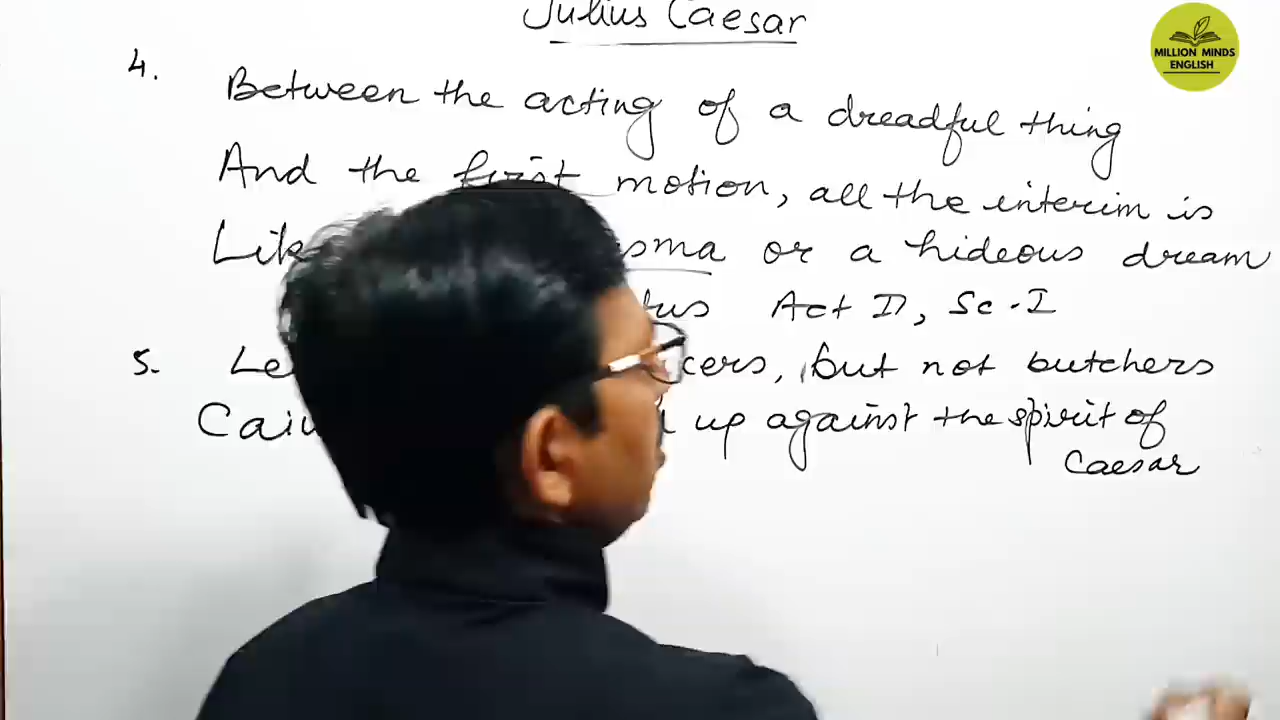 Julius Caesar
MILLION MINDS
ENGLISH
4.
Between the acting of a dreadful thing
And the first motion, all the interim is
Lik sma or a hideous dream
tus Act II, Sc-I
5. Le cers, but not butchers
Caiu up against the spirit of
Caesar